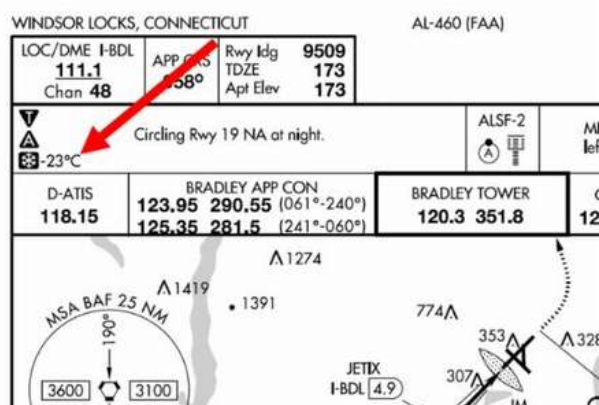 WINDSOR LOCKS, CONNECTICUT
AL-460 (FAA)
LOC/DME I-BDL
111.1
Chan 48
APP CRS
058°
Rwy ldg 9509
TDZE 173
Apt Elev 173
T
A
-23°C
Circling Rwy 19 NA at night.
ALSF-2
A
D-ATIS
118.15
BRADLEY APP CON
123.95 290.55 (061°-240°)
125.35 281.5 (241°-060°)
BRADLEY TOWER
120.3 351.8
12
1274
1419
1391
MSA BAF 25 NM
190°
3600
3100
774
353
328
JETIX
I-BDL 4.9
307